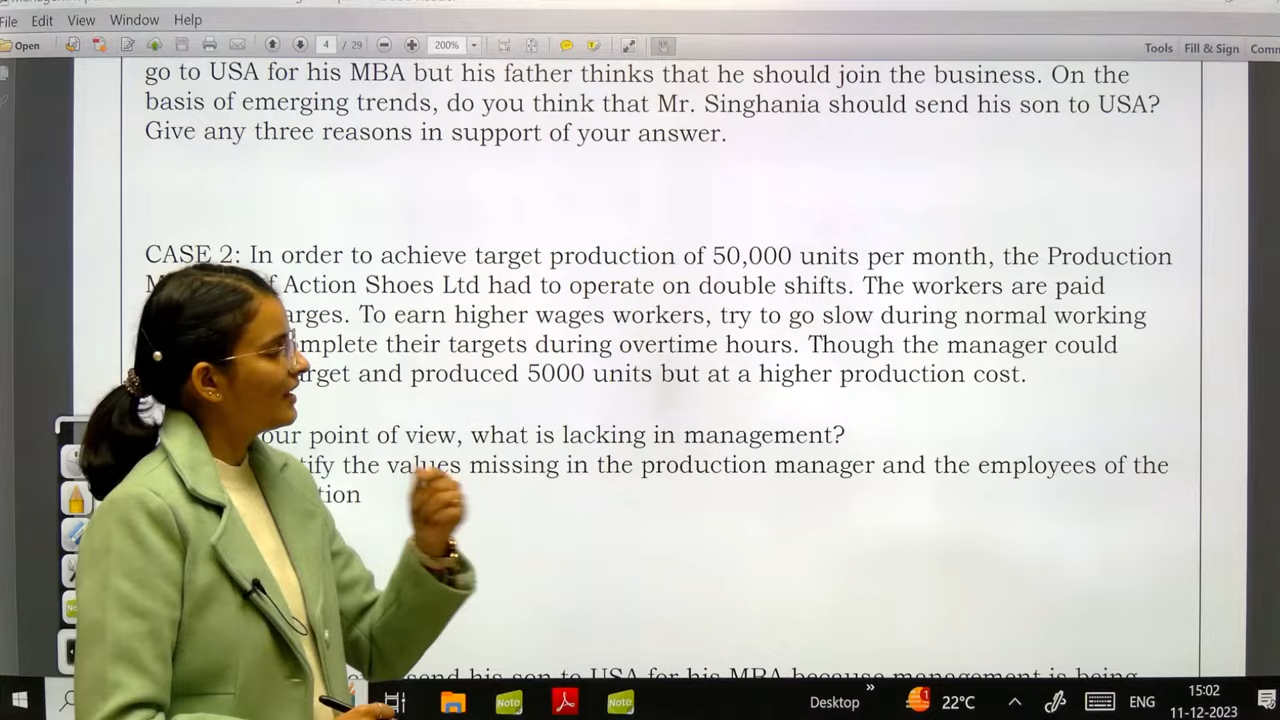 File Edit View Window Help
Open 4 / 29 200% Tools Fill & Sign Comm
go to USA for his MBA but his father thinks that he should join the business. On the
basis of emerging trends, do you think that Mr. Singhania should send his son to USA?
Give any three reasons in support of your answer.
CASE 2: In order to achieve target production of 50,000 units per month, the Production
Action Shoes Ltd had to operate on double shifts. The workers are paid
arges. To earn higher wages workers, try to go slow during normal working
mplete their targets during overtime hours. Though the manager could
rget and produced 5000 units but at a higher production cost.
our point of view, what is lacking in management?
tify the values missing in the production manager and the employees of the
tion
nd his son to USA for his MBA because management is being
Note Note Desktop » 1 22°C ENG 15:02
11-12-2023